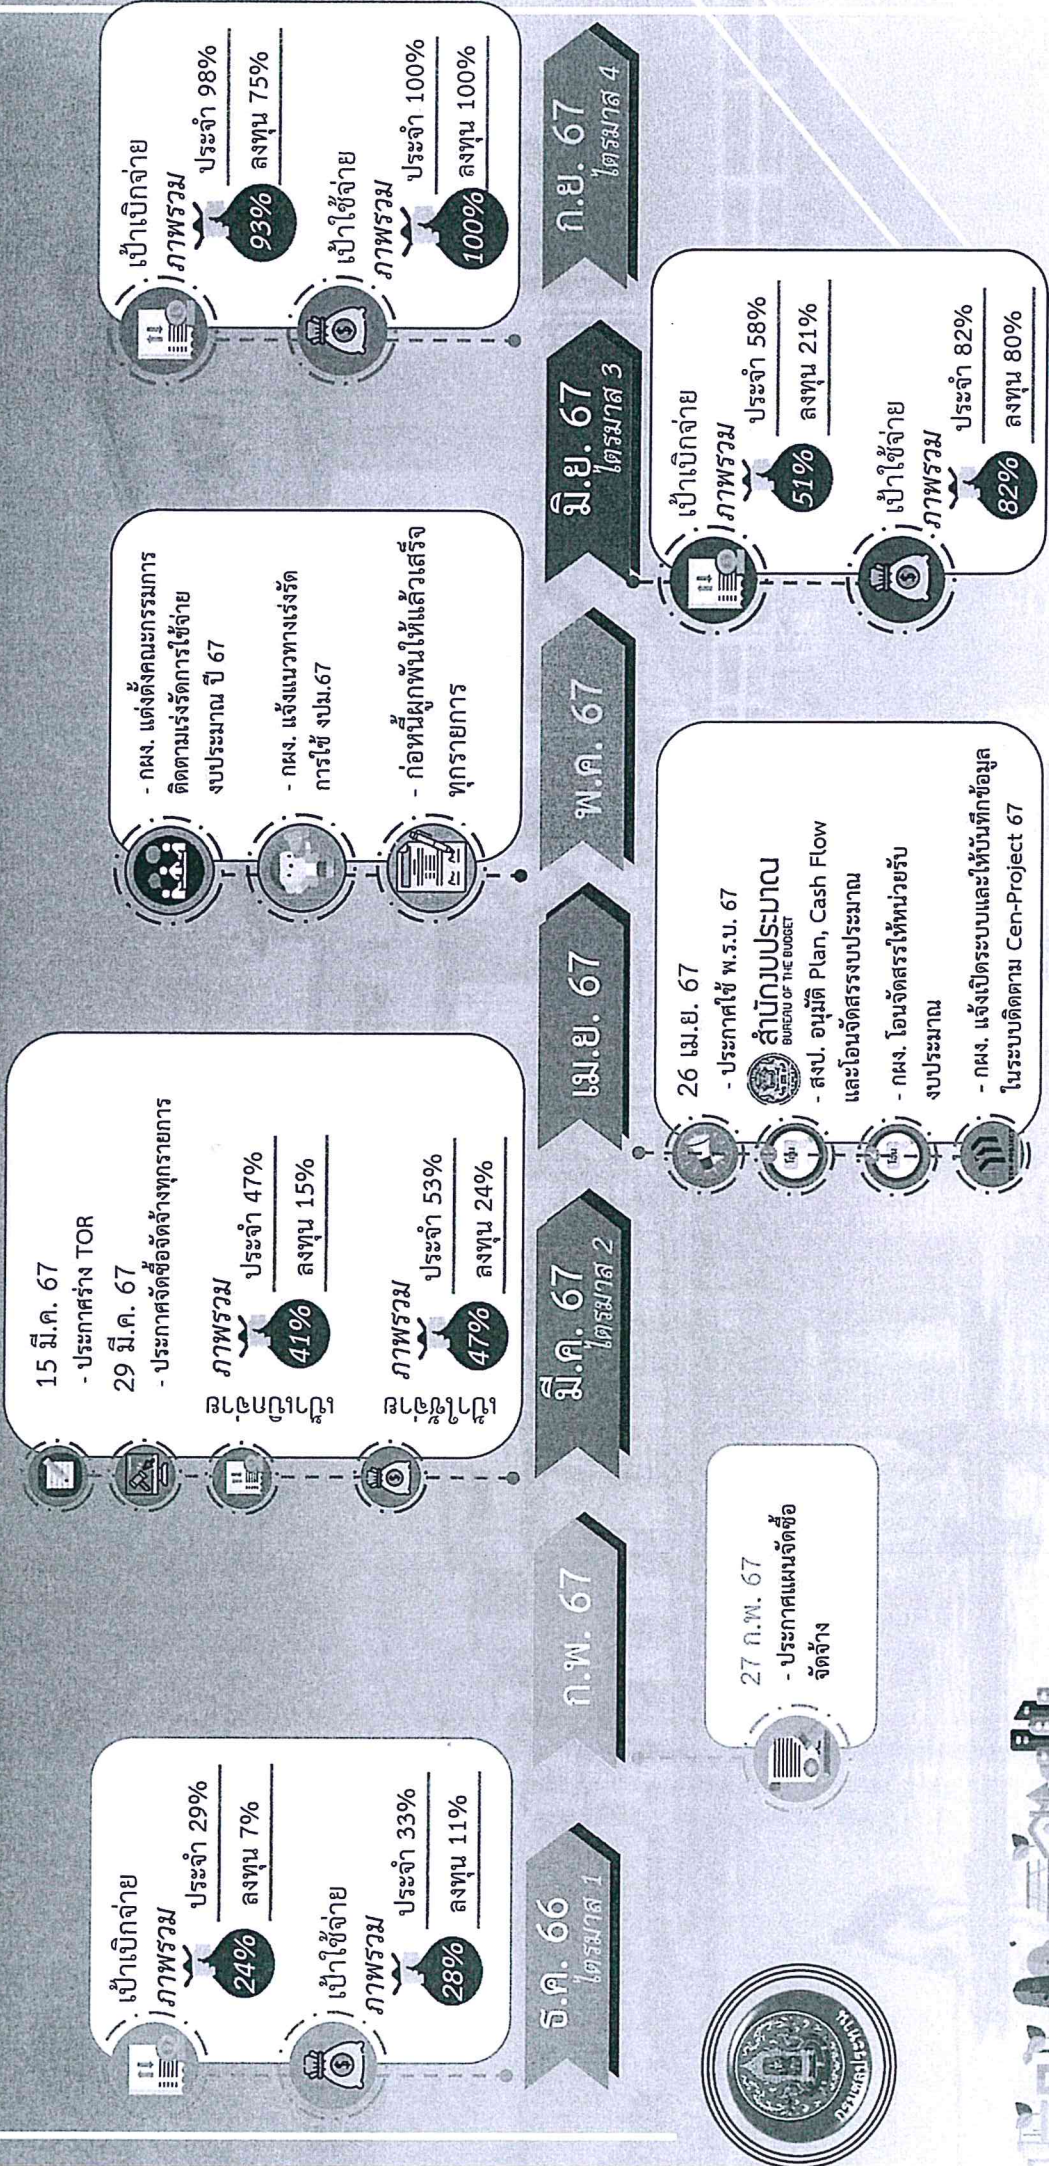 เป้าเบิกจ่าย
ภาพรวม
24%
ประจำ 29%
ลงทุน 7%
เป้าใช้จ่าย
ภาพรวม
28%
ประจำ 33%
ลงทุน 11%
ธ.ค. 66
ไตรมาส 1
ก.พ. 67
27 ก.พ. 67
- ประกาศแผนจัดซื้อ
จัดจ้าง
15 มี.ค. 67
- ประกาศร่าง TOR
29 มี.ค. 67
- ประกาศจัดซื้อจัดจ้างทุกรายการ
เป้าเบิกจ่าย
ภาพรวม
41%
ประจำ 47%
ลงทุน 15%
เป้าใช้จ่าย
ภาพรวม
47%
ประจำ 53%
ลงทุน 24%
มี.ค. 67
ไตรมาส 2
เม.ย. 67
26 เม.ย. 67
- ประกาศใช้ พ.ร.บ. 67
สำนักงบประมาณ
BUREAU OF THE BUDGET
- สงป. อนุมัติ Plan, Cash Flow
และโอนจัดสรรงบประมาณ
- กผง. โอนจัดสรรให้หน่วยรับ
งบประมาณ
- กผง. แจ้งเปิดระบบและให้บันทึกข้อมูล
ในระบบติดตาม Cen-Project 67
- กผง. แต่งตั้งคณะกรรมการ
ติดตามเร่งรัดการใช้จ่าย
งบประมาณ ปี 67
- กผง. แจ้งแนวทางเร่งรัด
การใช้ งปม.67
- ก่อหนี้ผูกพันให้แล้วเสร็จ
ทุกรายการ
พ.ค. 67
มิ.ย. 67
ไตรมาส 3
เป้าเบิกจ่าย
ภาพรวม
51%
ประจำ 58%
ลงทุน 21%
เป้าใช้จ่าย
ภาพรวม
82%
ประจำ 82%
ลงทุน 80%
เป้าเบิกจ่าย
ภาพรวม
93%
ประจำ 98%
ลงทุน 75%
เป้าใช้จ่าย
ภาพรวม
100%
ประจำ 100%
ลงทุน 100%
ก.ย. 67
ไตรมาส 4